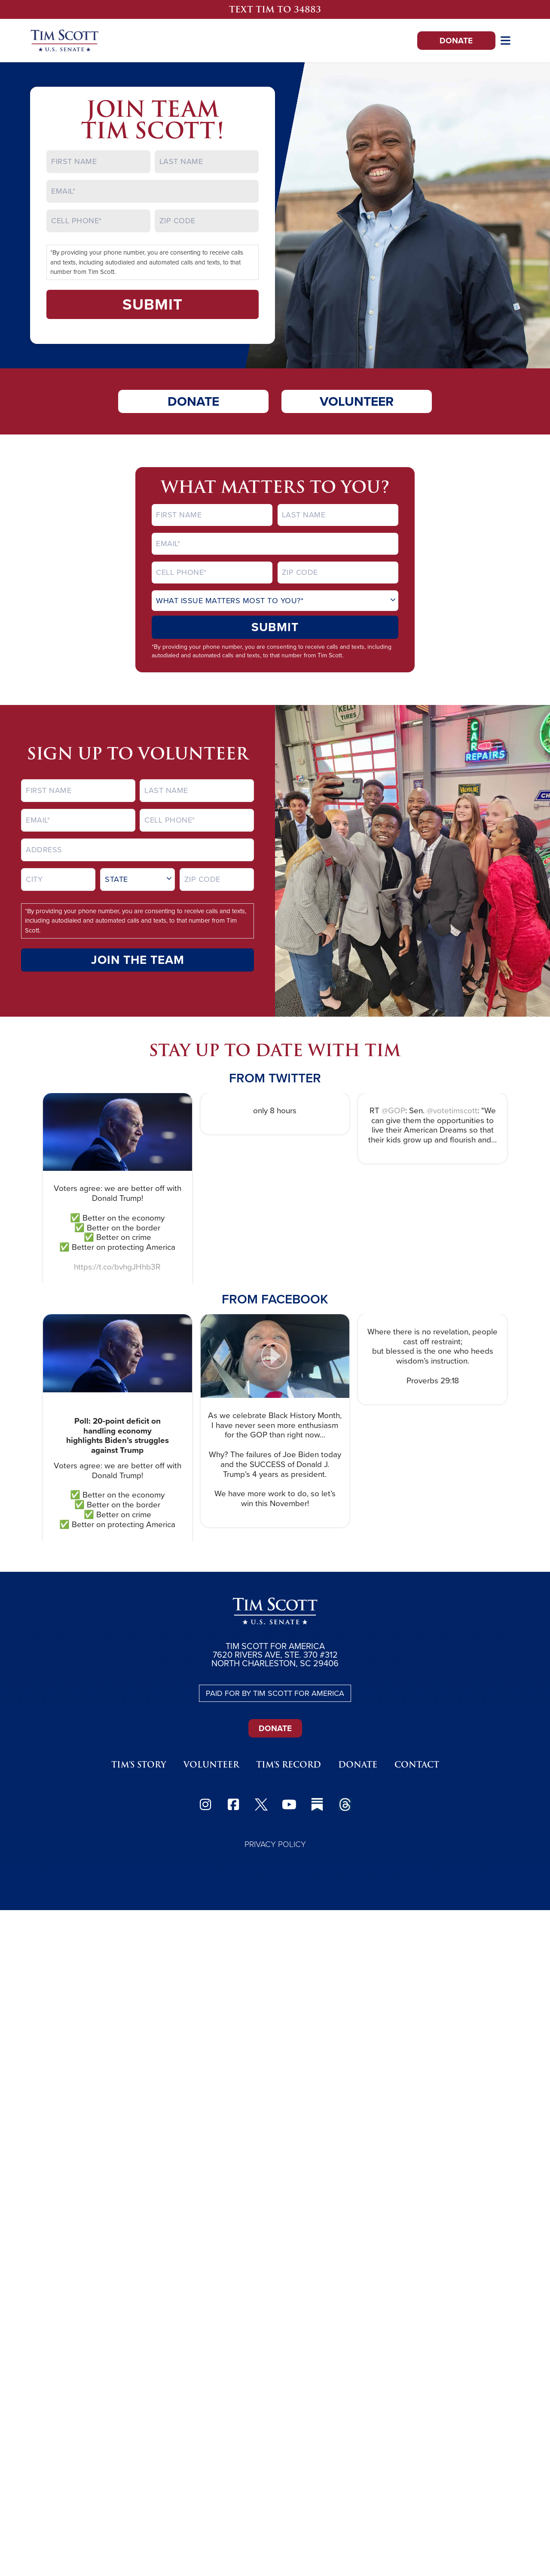 TEXT TIM TO 34883
TIM SCOTT
U.S. SENATE
DONATE
JOIN TEAM
TIM SCOTT!
FIRST NAME
LAST NAME
EMAIL*
CELL PHONE*
ZIP CODE
*By providing your phone number, you are consenting to receive calls
and texts, including autodialed and automated calls and texts, to that
number from Tim Scott.
SUBMIT
DONATE
VOLUNTEER
WHAT MATTERS TO YOU?
FIRST NAME
LAST NAME
EMAIL*
CELL PHONE*
ZIP CODE
WHAT ISSUE MATTERS MOST TO YOU?*
SUBMIT
*By providing your phone number, you are consenting to receive calls and texts, including
autodialed and automated calls and texts, to that number from Tim Scott.
KELLY
TIRES
CAR
REPAIRS
VALVOLINE
SIGN UP TO VOLUNTEER
FIRST NAME
LAST NAME
EMAIL*
CELL PHONE*
ADDRESS
CITY
STATE
ZIP CODE
*By providing your phone number, you are consenting to receive calls and texts,
including autodialed and automated calls and texts, to that number from Tim
Scott.
JOIN THE TEAM
STAY UP TO DATE WITH TIM
FROM TWITTER
Voters agree: we are better off with
Donald Trump!
✅ Better on the economy
✅ Better on the border
✅ Better on crime
✅ Better on protecting America
https://t.co/bvhgJHhb3R
only 8 hours
RT @GOP: Sen. @votetimscott: "We
can give them the opportunities to
live their American Dreams so that
their kids grow up and flourish and...
FROM FACEBOOK
Poll: 20-point deficit on
handling economy
highlights Biden's struggles
against Trump
Voters agree: we are better off with
Donald Trump!
✅ Better on the economy
✅ Better on the border
✅ Better on crime
✅ Better on protecting America
As we celebrate Black History Month,
I have never seen more enthusiasm
for the GOP than right now...
Why? The failures of Joe Biden today
and the SUCCESS of Donald J.
Trump's 4 years as president.
We have more work to do, so let's
win this November!
Where there is no revelation, people
cast off restraint;
but blessed is the one who heeds
wisdom's instruction.
Proverbs 29:18
TIM SCOTT
U.S. SENATE
TIM SCOTT FOR AMERICA
7620 RIVERS AVE, STE. 370 #312
NORTH CHARLESTON, SC 29406
PAID FOR BY TIM SCOTT FOR AMERICA
DONATE
TIM'S STORY
VOLUNTEER
TIM'S RECORD
DONATE
CONTACT
PRIVACY POLICY